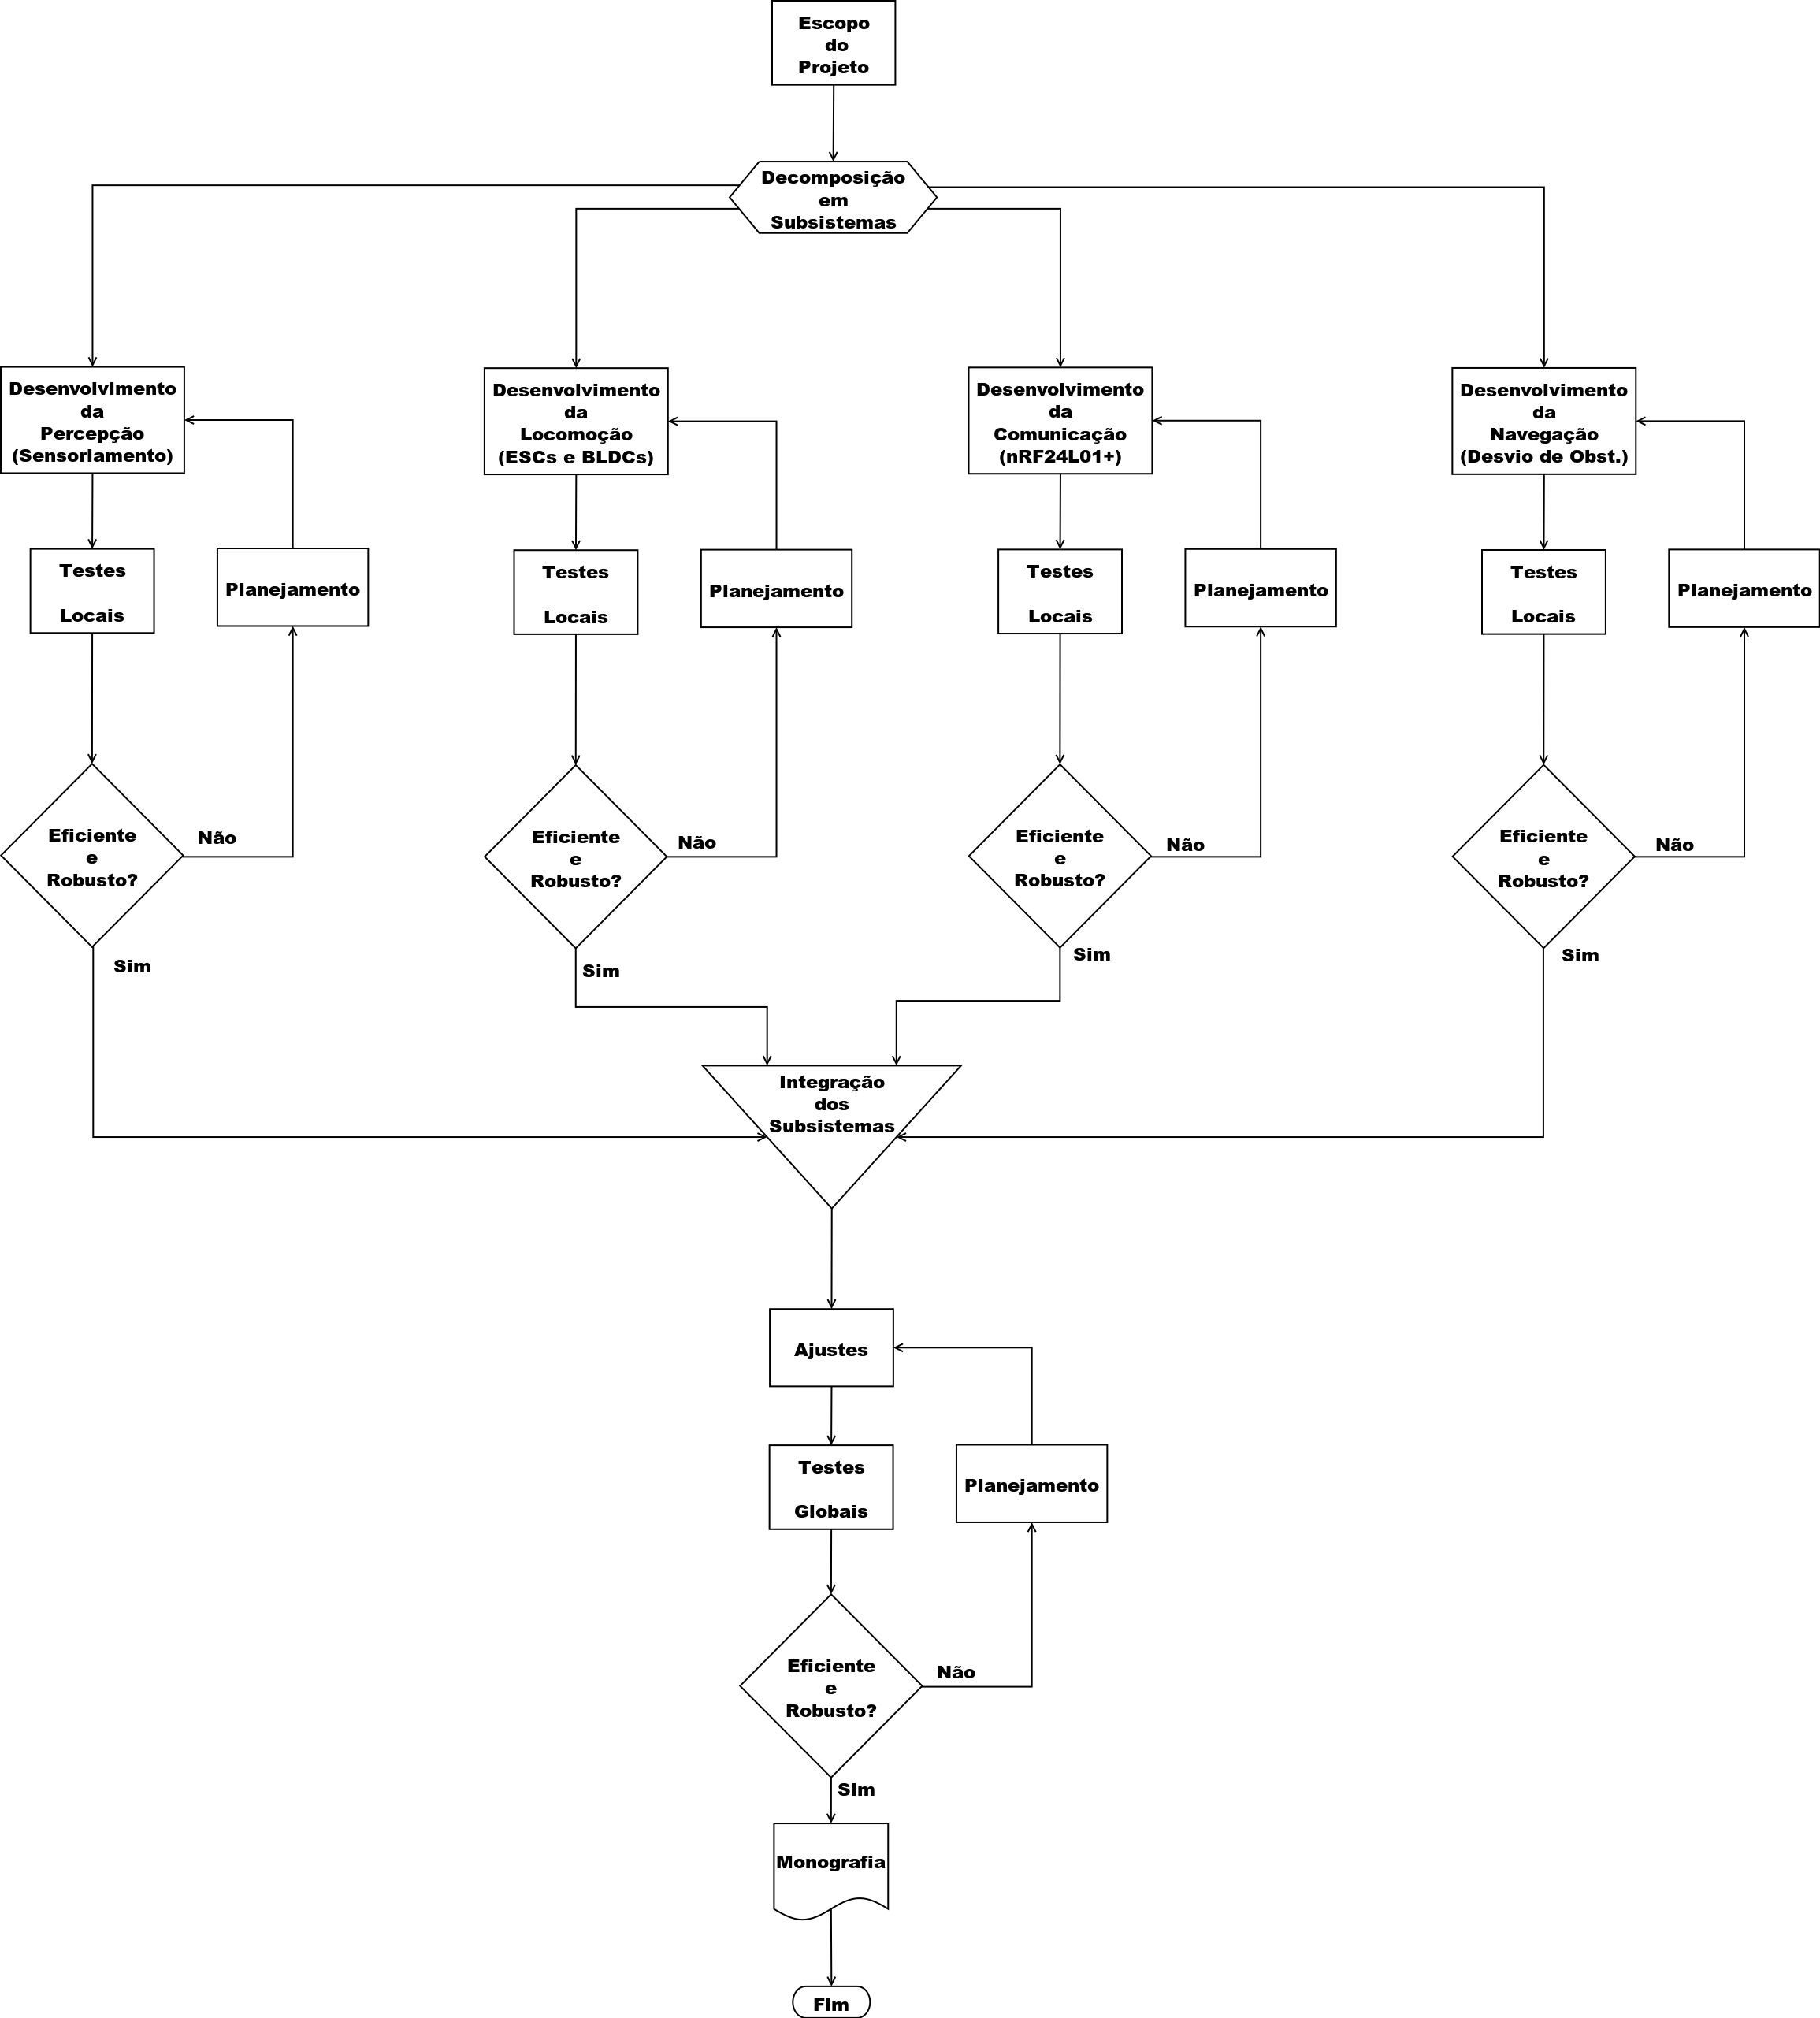 Escopo
do
Projeto
Decomposição
em
Subsistemas
Desenvolvimento
da
Percepção
(Sensoriamento)
Desenvolvimento
da
Locomoção
(ESCs e BLDCs)
Desenvolvimento
da
Comunicação
(nRF24L01+)
Desenvolvimento
da
Navegação
(Desvio de Obst.)
Testes
Locais
Planejamento
Testes
Locais
Planejamento
Testes
Locais
Planejamento
Testes
Locais
Planejamento
Eficiente
e
Robusto?
Não
Sim
Eficiente
e
Robusto?
Não
Sim
Eficiente
e
Robusto?
Não
Sim
Eficiente
e
Robusto?
Não
Sim
Integração
dos
Subsistemas
Ajustes
Testes
Globais
Planejamento
Eficiente
e
Robusto?
Não
Sim
Monografia
Fim